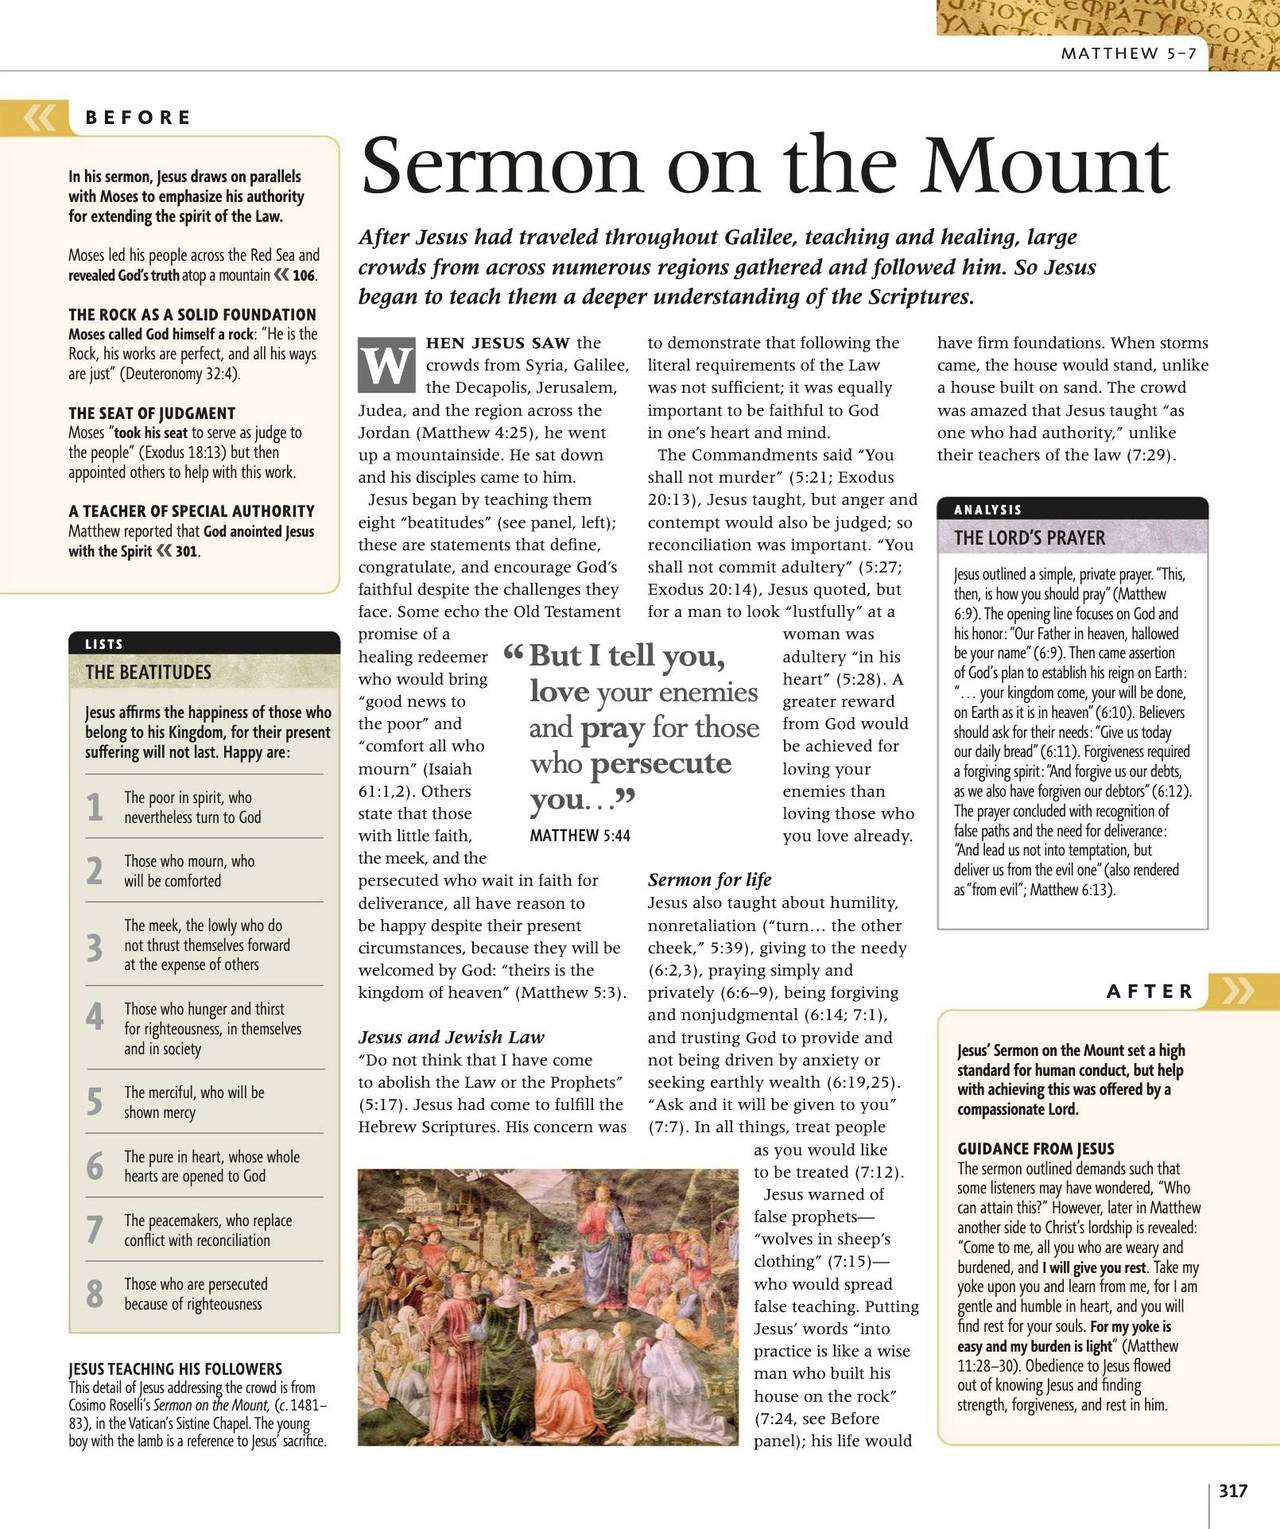 MATTHEW 5–7
BEFORE
In his sermon, Jesus draws on parallels
with Moses to emphasize his authority
for extending the spirit of the Law.
Moses led his people across the Red Sea and
revealed God’s truth atop a mountain « 106.
THE ROCK AS A SOLID FOUNDATION
Moses called God himself a rock: “He is the
Rock, his works are perfect, and all his ways
are just” (Deuteronomy 32:4).
THE SEAT OF JUDGMENT
Moses “took his seat to serve as judge to
the people” (Exodus 18:13) but then
appointed others to help with this work.
A TEACHER OF SPECIAL AUTHORITY
Matthew reported that God anointed Jesus
with the Spirit « 301.
LISTS
THE BEATITUDES
Jesus affirms the happiness of those who
belong to his Kingdom, for their present
suffering will not last. Happy are:
1 The poor in spirit, who
nevertheless turn to God
2 Those who mourn, who
will be comforted
3 The meek, the lowly who do
not thrust themselves forward
at the expense of others
4 Those who hunger and thirst
for righteousness, in themselves
and in society
5 The merciful, who will be
shown mercy
6 The pure in heart, whose whole
hearts are opened to God
7 The peacemakers, who replace
conflict with reconciliation
8 Those who are persecuted
because of righteousness
JESUS TEACHING HIS FOLLOWERS
This detail of Jesus addressing the crowd is from
Cosimo Roselli’s Sermon on the Mount, (c. 1481–
83), in the Vatican’s Sistine Chapel. The young
boy with the lamb is a reference to Jesus’ sacrifice.
Sermon on the Mount
After Jesus had traveled throughout Galilee, teaching and healing, large
crowds from across numerous regions gathered and followed him. So Jesus
began to teach them a deeper understanding of the Scriptures.
WHEN JESUS SAW the
crowds from Syria, Galilee,
the Decapolis, Jerusalem,
Judea, and the region across the
Jordan (Matthew 4:25), he went
up a mountainside. He sat down
and his disciples came to him.
Jesus began by teaching them
eight “beatitudes” (see panel, left);
these are statements that define,
congratulate, and encourage God’s
faithful despite the challenges they
face. Some echo the Old Testament
promise of a
healing redeemer
who would bring
“good news to
the poor” and
“comfort all who
mourn” (Isaiah
61:1,2). Others
state that those
with little faith,
the meek, and the
persecuted who wait in faith for
deliverance, all have reason to
be happy despite their present
circumstances, because they will be
welcomed by God: “theirs is the
kingdom of heaven” (Matthew 5:3).
Jesus and Jewish Law
“Do not think that I have come
to abolish the Law or the Prophets”
(5:17). Jesus had come to fulfill the
Hebrew Scriptures. His concern was
to demonstrate that following the
literal requirements of the Law
was not sufficient; it was equally
important to be faithful to God
in one’s heart and mind.
The Commandments said “You
shall not murder” (5:21; Exodus
20:13), Jesus taught, but anger and
contempt would also be judged; so
reconciliation was important. “You
shall not commit adultery” (5:27;
Exodus 20:14), Jesus quoted, but
for a man to look “lustfully” at a
woman was
adultery “in his
heart” (5:28). A
greater reward
from God would
be achieved for
loving your
enemies than
loving those who
you love already.
“But I tell you,
love your enemies
and pray for those
who persecute
you…”
MATTHEW 5:44
Sermon for life
Jesus also taught about humility,
nonretaliation (“turn… the other
cheek,” 5:39), giving to the needy
(6:2,3), praying simply and
privately (6:6–9), being forgiving
and nonjudgmental (6:14; 7:1),
and trusting God to provide and
not being driven by anxiety or
seeking earthly wealth (6:19,25).
“Ask and it will be given to you”
(7:7). In all things, treat people
as you would like
to be treated (7:12).
Jesus warned of
false prophets—
“wolves in sheep’s
clothing” (7:15)—
who would spread
false teaching. Putting
Jesus’ words “into
practice is like a wise
man who built his
house on the rock”
(7:24, see Before
panel); his life would
have firm foundations. When storms
came, the house would stand, unlike
a house built on sand. The crowd
was amazed that Jesus taught “as
one who had authority,” unlike
their teachers of the law (7:29).
ANALYSIS
THE LORD’S PRAYER
Jesus outlined a simple, private prayer. “This,
then, is how you should pray” (Matthew
6:9). The opening line focuses on God and
his honor: “Our Father in heaven, hallowed
be your name” (6:9). Then came assertion
of God’s plan to establish his reign on Earth:
“… your kingdom come, your will be done,
on Earth as it is in heaven” (6:10). Believers
should ask for their needs: “Give us today
our daily bread” (6:11). Forgiveness required
a forgiving spirit: “And forgive us our debts,
as we also have forgiven our debtors” (6:12).
The prayer concluded with recognition of
false paths and the need for deliverance:
“And lead us not into temptation, but
deliver us from the evil one” (also rendered
as “from evil”; Matthew 6:13).
AFTER
Jesus’ Sermon on the Mount set a high
standard for human conduct, but help
with achieving this was offered by a
compassionate Lord.
GUIDANCE FROM JESUS
The sermon outlined demands such that
some listeners may have wondered, “Who
can attain this?” However, later in Matthew
another side to Christ’s lordship is revealed:
“Come to me, all you who are weary and
burdened, and I will give you rest. Take my
yoke upon you and learn from me, for I am
gentle and humble in heart, and you will
find rest for your souls. For my yoke is
easy and my burden is light” (Matthew
11:28–30). Obedience to Jesus flowed
out of knowing Jesus and finding
strength, forgiveness, and rest in him.
317